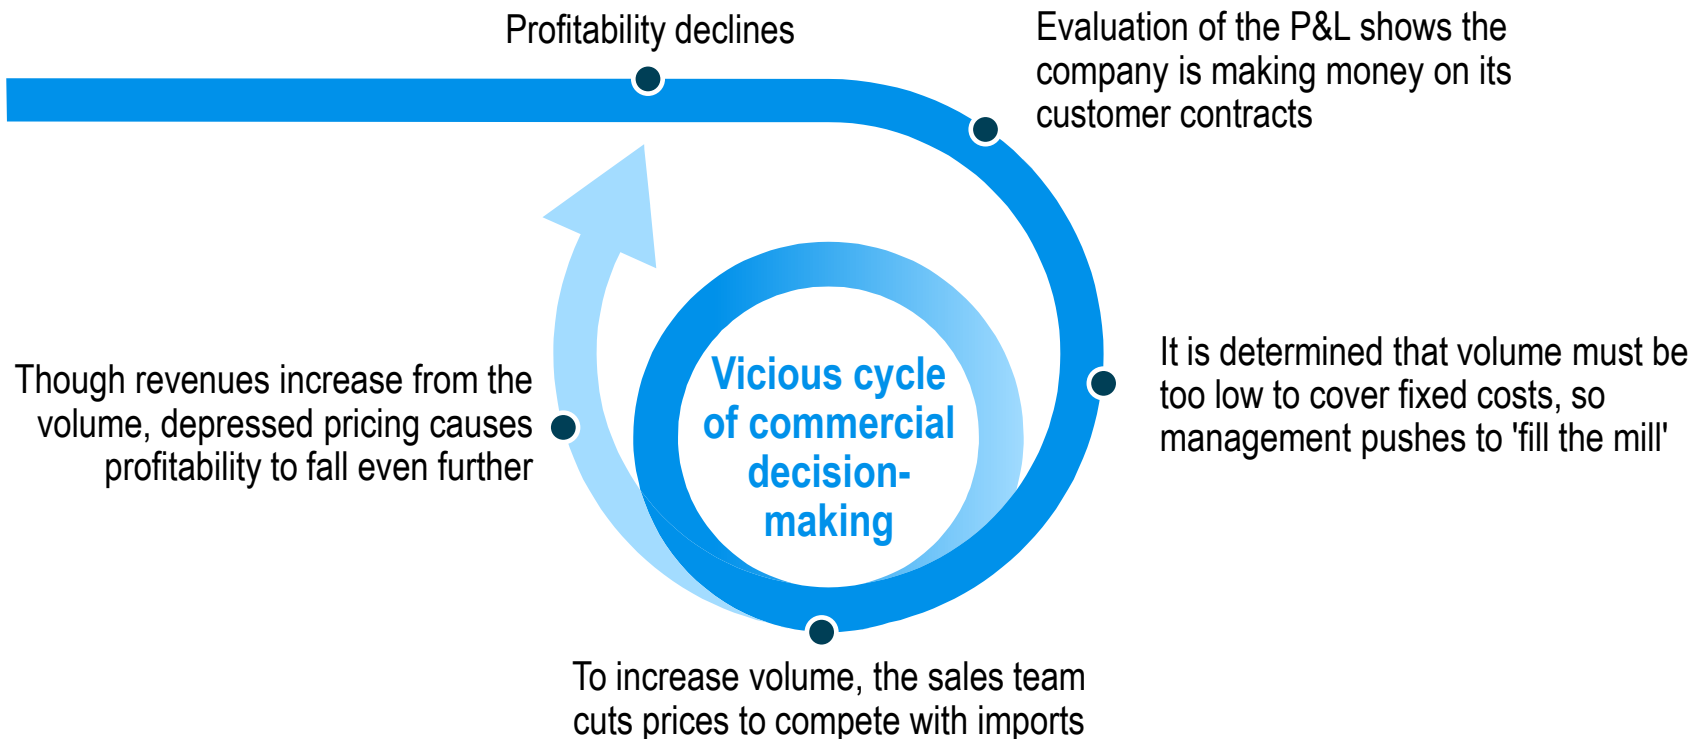 Profitability declines
Evaluation of the P&L shows the
company is making money on its
customer contracts
It is determined that volume must be
too low to cover fixed costs, so
management pushes to 'fill the mill'
To increase volume, the sales team
cuts prices to compete with imports
Though revenues increase from the
volume, depressed pricing causes
profitability to fall even further
Vicious cycle
of commercial
decision-
making